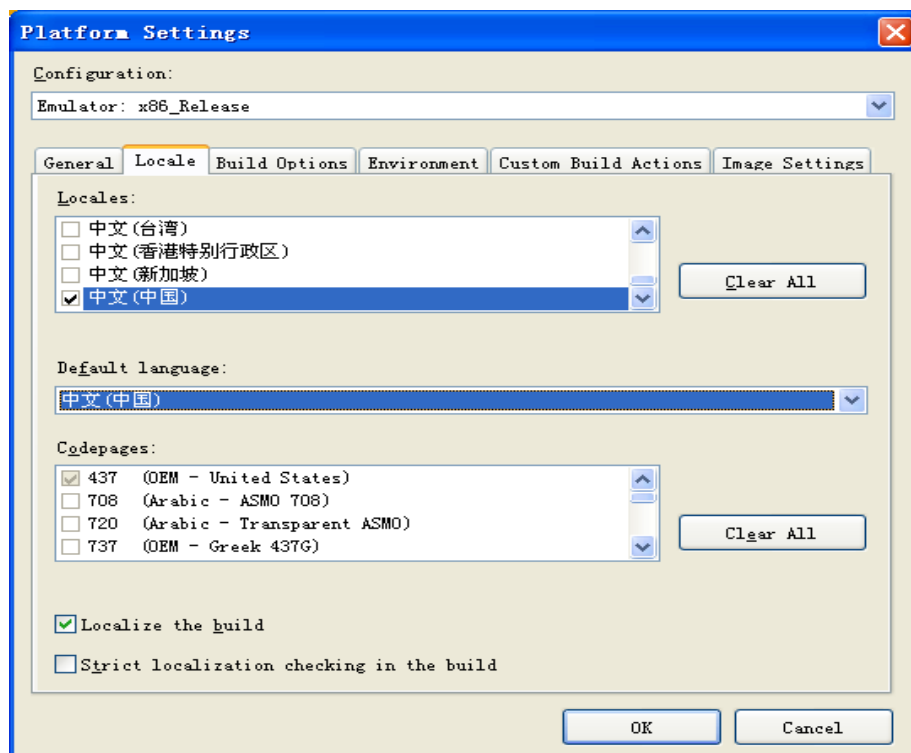 Platform Settings
Configuration:
Emulator: x86_Release
General Locale Build Options Environment Custom Build Actions Image Settings
Locales:
中文(台湾)
中文(香港特别行政区)
中文(新加坡)
中文(中国)
Clear All
Default language:
中文(中国)
Codepages:
437 (OEM - United States)
708 (Arabic - ASMO 708)
720 (Arabic - Transparent ASMO)
737 (OEM - Greek 437G)
Clear All
Localize the build
Strict localization checking in the build
OK Cancel